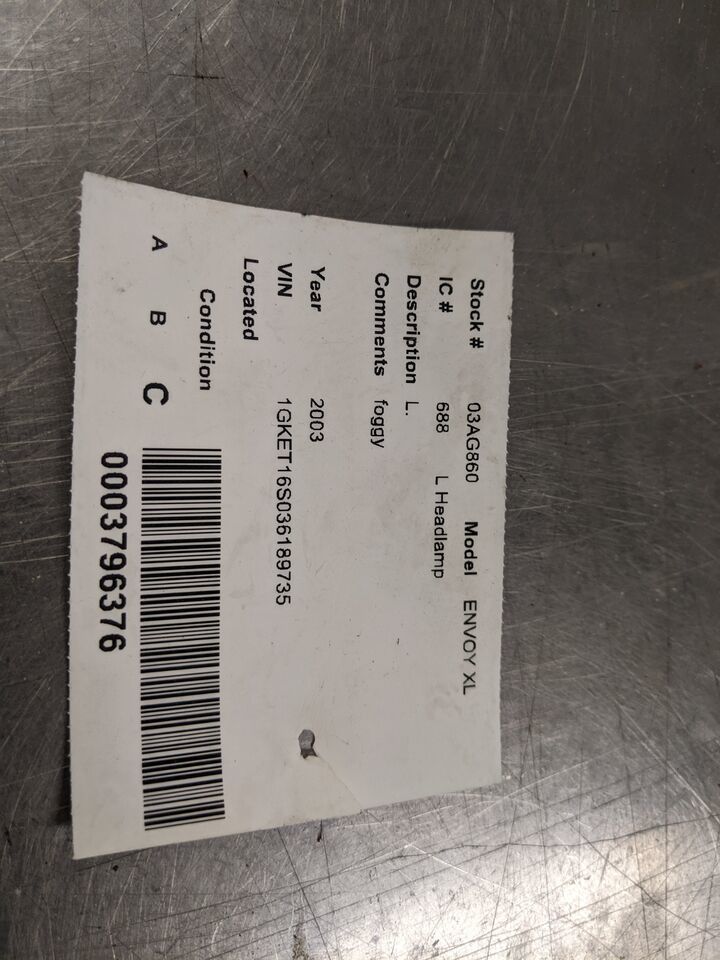 Stock # 03AG860 Model ENVOY XL
IC # 688 L Headlamp
Description L.
Comments foggy
Year 2003
VIN 1GKET16S036189735
Located
Condition
A B C
0003796376